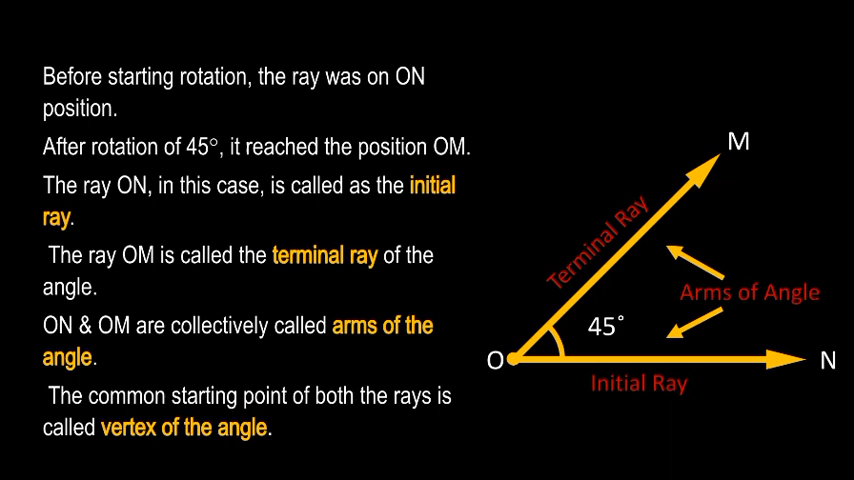 Before starting rotation, the ray was on ON
position.
After rotation of 45°, it reached the position OM.
The ray ON, in this case, is called as the initial
ray.
The ray OM is called the terminal ray of the
angle.
ON & OM are collectively called arms of the
angle.
The common starting point of both the rays is
called vertex of the angle.
M
Terminal Ray
Arms of Angle
45°
O
N
Initial Ray